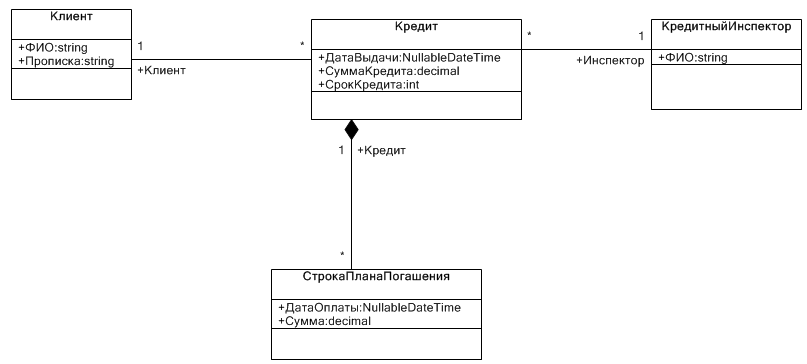 Клиент
+ФИО:string
+Прописка:string
1
+Клиент
*
Кредит
+ДатаВыдачи:NullableDateTime
+СуммаКредита:decimal
+СрокКредита:int
*
1
+Инспектор
КредитныйИнспектор
+ФИО:string
1
+Кредит
*
СтрокаПланаПогашения
+ДатаОплаты:NullableDateTime
+Сумма:decimal